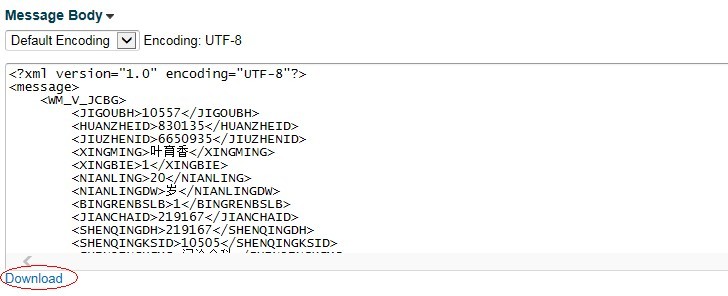 Message Body
Default Encoding Encoding: UTF-8
<?xml version="1.0" encoding="UTF-8"?>
<message>
<WM_V_JCBG>
<JIGOUBH>10557</JIGOUBH>
<HUANZHEID>830135</HUANZHEID>
<JIUZHENID>6650935</JIUZHENID>
<XINGMING>叶育香</XINGMING>
<XINGBIE>1</XINGBIE>
<NIANLING>20</NIANLING>
<NIANLINGDW>岁</NIANLINGDW>
<BINGRENBSLB>1</BINGRENBSLB>
<JIANCHAID>219167</JIANCHAID>
<SHENQINGDH>219167</SHENQINGDH>
<SHENQINGKSID>10505</SHENQINGKSID>
Download